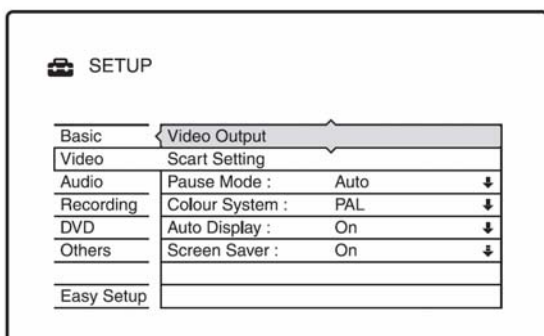 SETUP
Basic Video Output
Video Scart Setting
Audio Pause Mode : Auto
Recording Colour System : PAL
DVD Auto Display : On
Others Screen Saver : On
Easy Setup